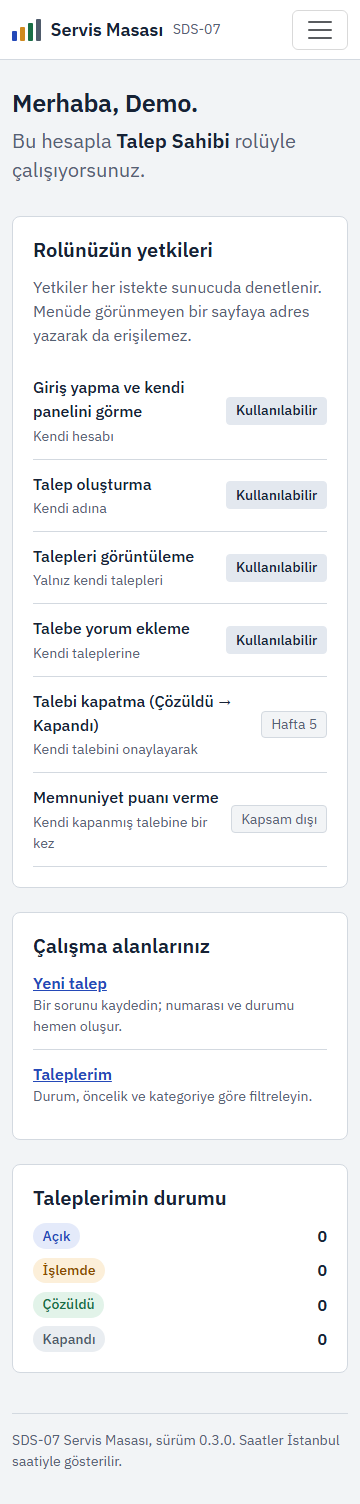 Servis Masası SDS-07
Merhaba, Demo.
Bu hesapla Talep Sahibi rolüyle
çalışıyorsunuz.
Rolünüzün yetkileri
Yetkiler her istekte sunucuda denetlenir.
Menüde görünmeyen bir sayfaya adres
yazarak da erişilemez.
Giriş yapma ve kendi
panelini görme
Kendi hesabı
Kullanılabilir
Talep oluşturma
Kendi adına
Kullanılabilir
Talepleri görüntüleme
Yalnız kendi talepleri
Kullanılabilir
Talebe yorum ekleme
Kendi taleplerine
Kullanılabilir
Talebi kapatma (Çözüldü →
Kapandı)
Kendi talebini onaylayarak
Hafta 5
Memnuniyet puanı verme
Kendi kapanmış talebine bir
kez
Kapsam dışı
Çalışma alanlarınız
Yeni talep
Bir sorunu kaydedin; numarası ve durumu
hemen oluşur.
Taleplerim
Durum, öncelik ve kategoriye göre filtreleyin.
Taleplerimin durumu
Açık 0
İşlemde 0
Çözüldü 0
Kapandı 0
SDS-07 Servis Masası, sürüm 0.3.0. Saatler İstanbul
saatiyle gösterilir.